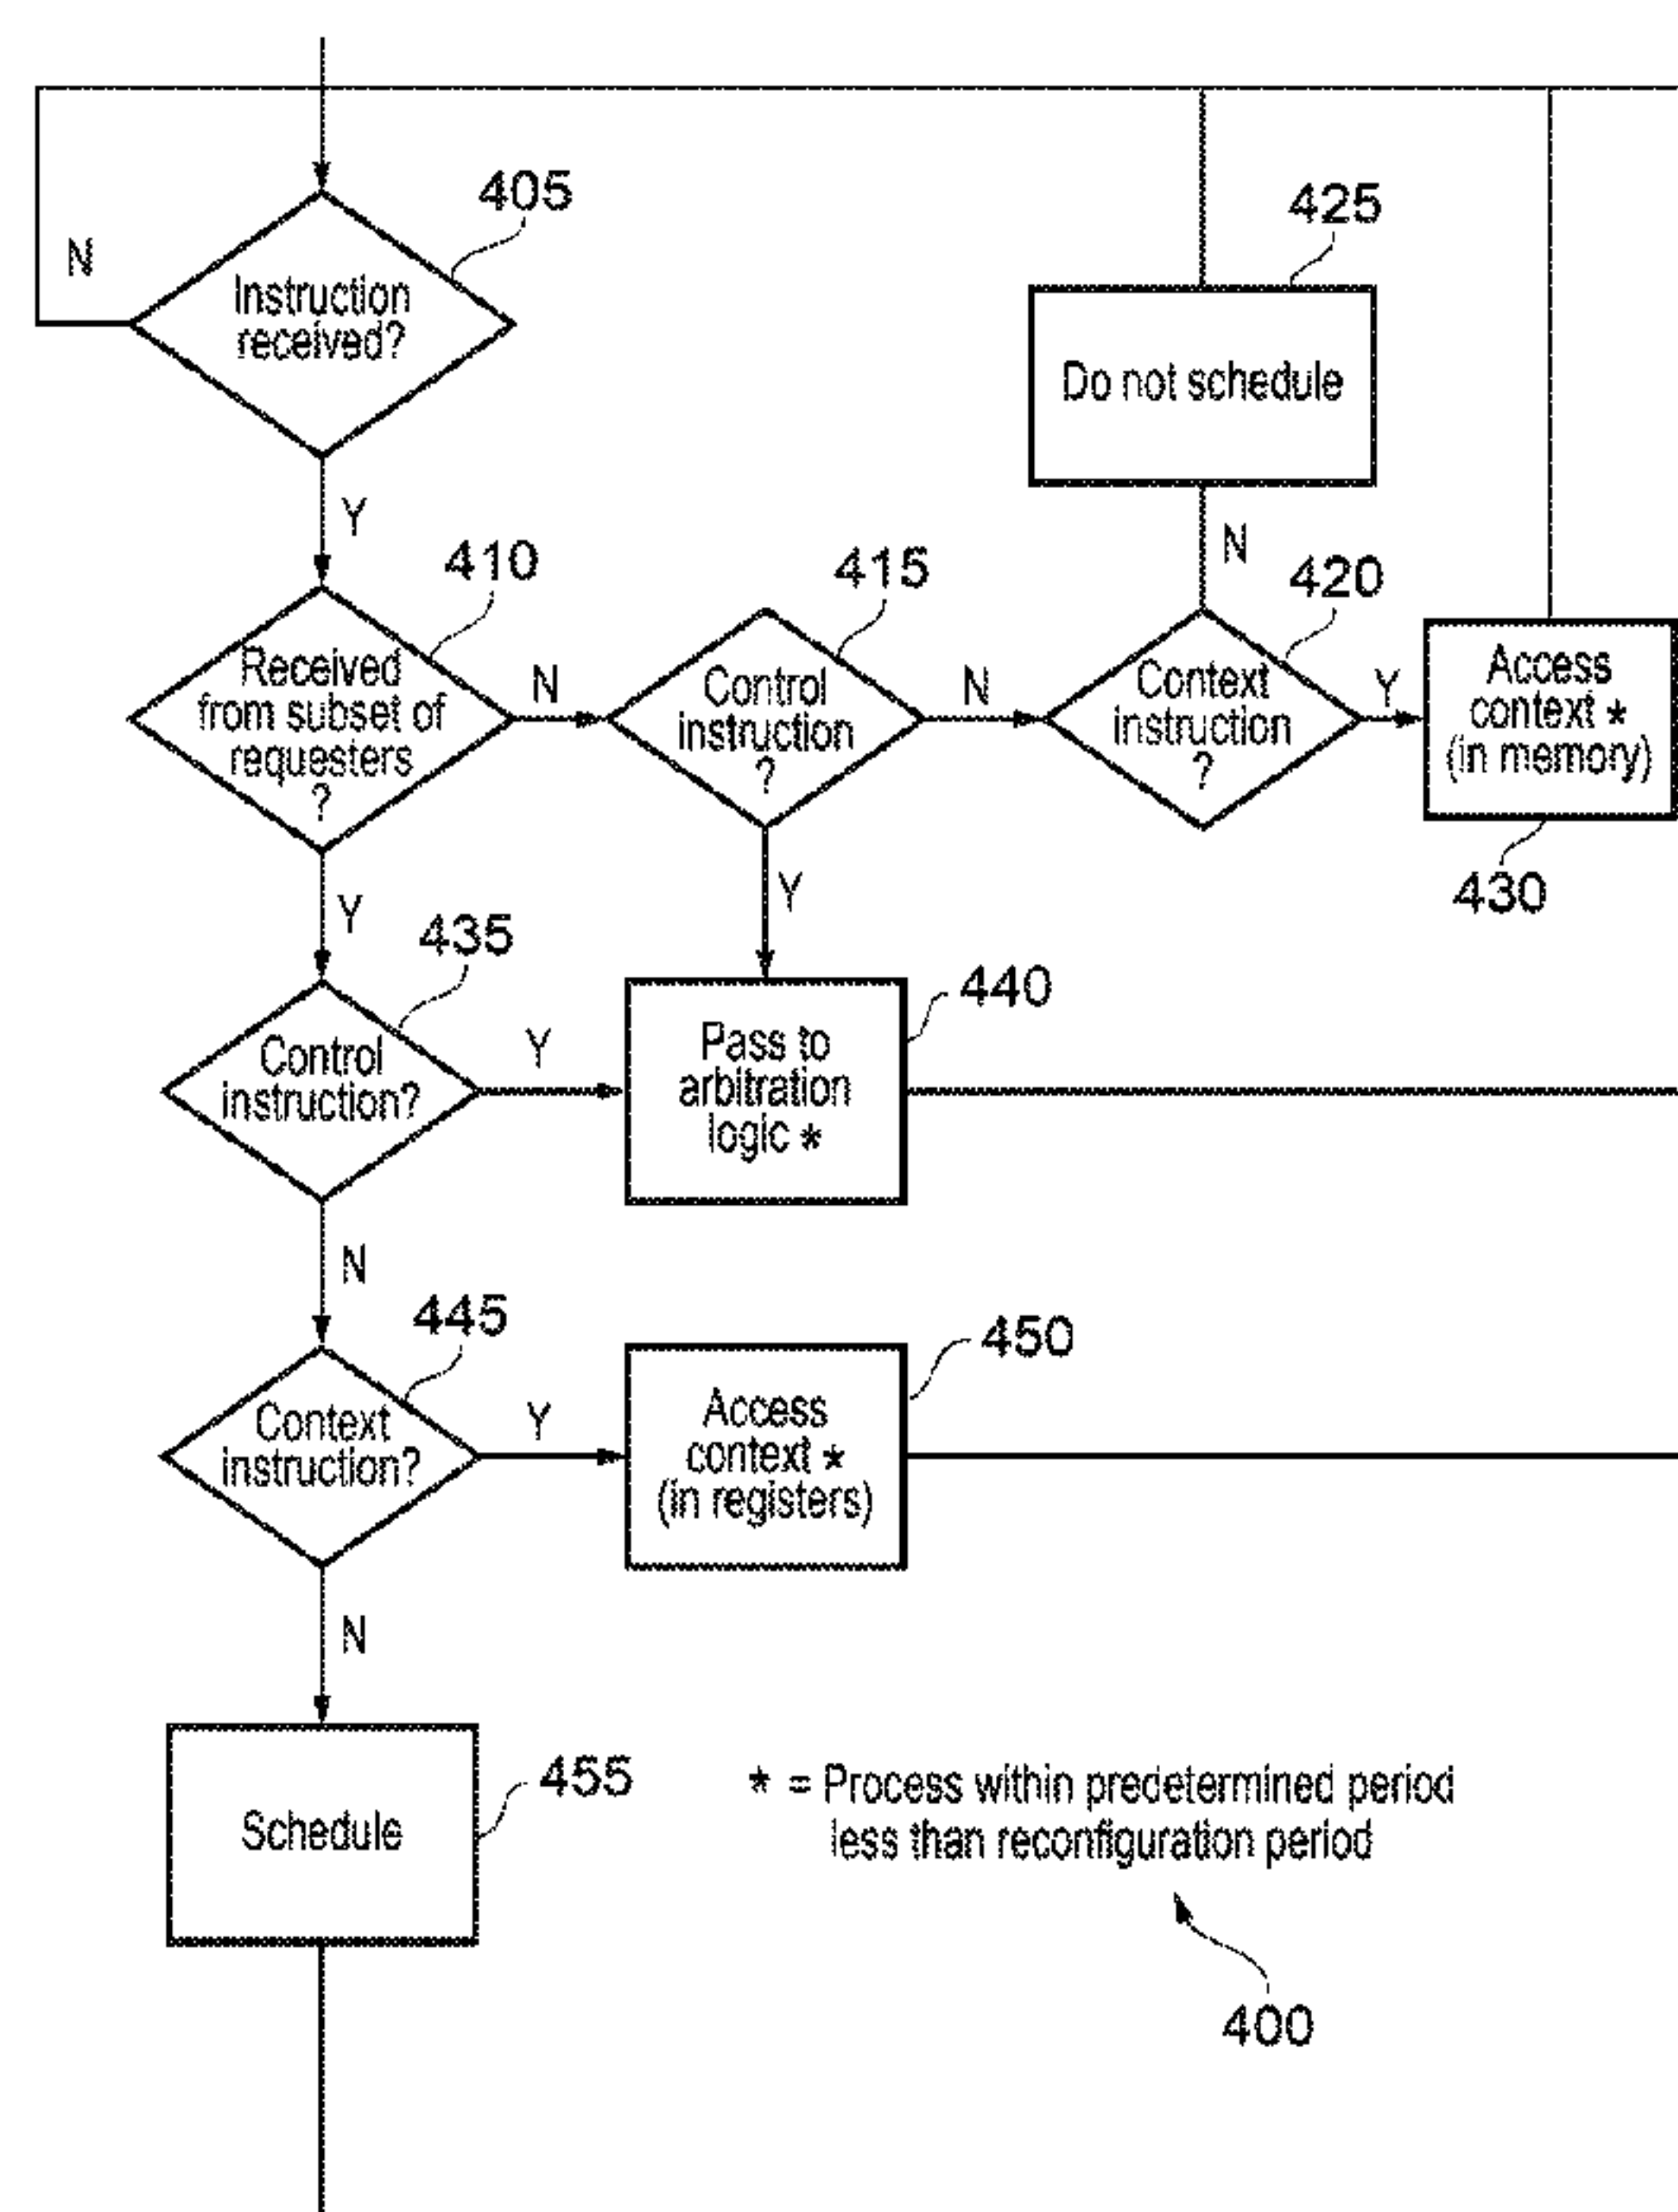 405
N
Instruction
received?
425
Do not schedule
Y
N
410
415
420
Received
from subset of
requesters
?
N
Control
instruction
?
N
Context
instruction
?
Y
Access
context *
(in memory)
430
Y
Y
435
Control
instruction?
Y
440
Pass to
arbitration
logic *
N
445
Context
instruction?
Y
450
Access
context *
(in registers)
N
455
Schedule
* = Process within predetermined period
less than reconfiguration period
400